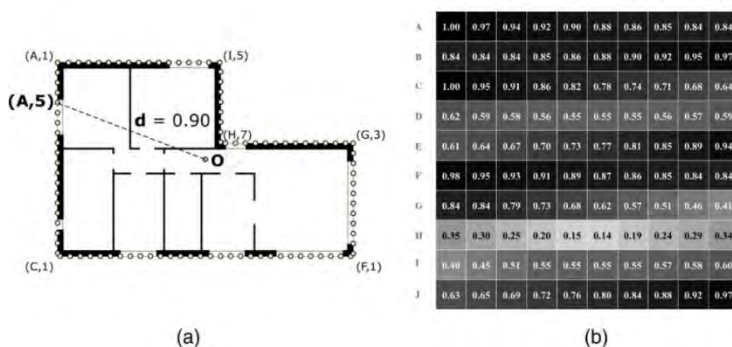 (A,1)
(I,5)
(A,5)
d = 0.90
(H,7)
(G,3)
O
(C,1)
(F,1)
(a)
A 1.00 0.97 0.94 0.92 0.90 0.88 0.86 0.85 0.84 0.84
B 0.84 0.84 0.84 0.85 0.86 0.88 0.90 0.92 0.95 0.97
C 1.00 0.95 0.91 0.86 0.82 0.78 0.74 0.71 0.68 0.64
D 0.62 0.59 0.58 0.56 0.55 0.55 0.55 0.56 0.57 0.59
E 0.61 0.64 0.67 0.70 0.73 0.77 0.81 0.85 0.89 0.94
F 0.98 0.95 0.93 0.91 0.89 0.87 0.86 0.85 0.84 0.84
G 0.84 0.84 0.79 0.73 0.68 0.62 0.57 0.51 0.46 0.41
H 0.35 0.30 0.25 0.20 0.15 0.14 0.19 0.24 0.29 0.34
I 0.40 0.45 0.51 0.55 0.55 0.55 0.55 0.57 0.58 0.60
J 0.63 0.65 0.69 0.72 0.76 0.80 0.84 0.88 0.92 0.97
(b)